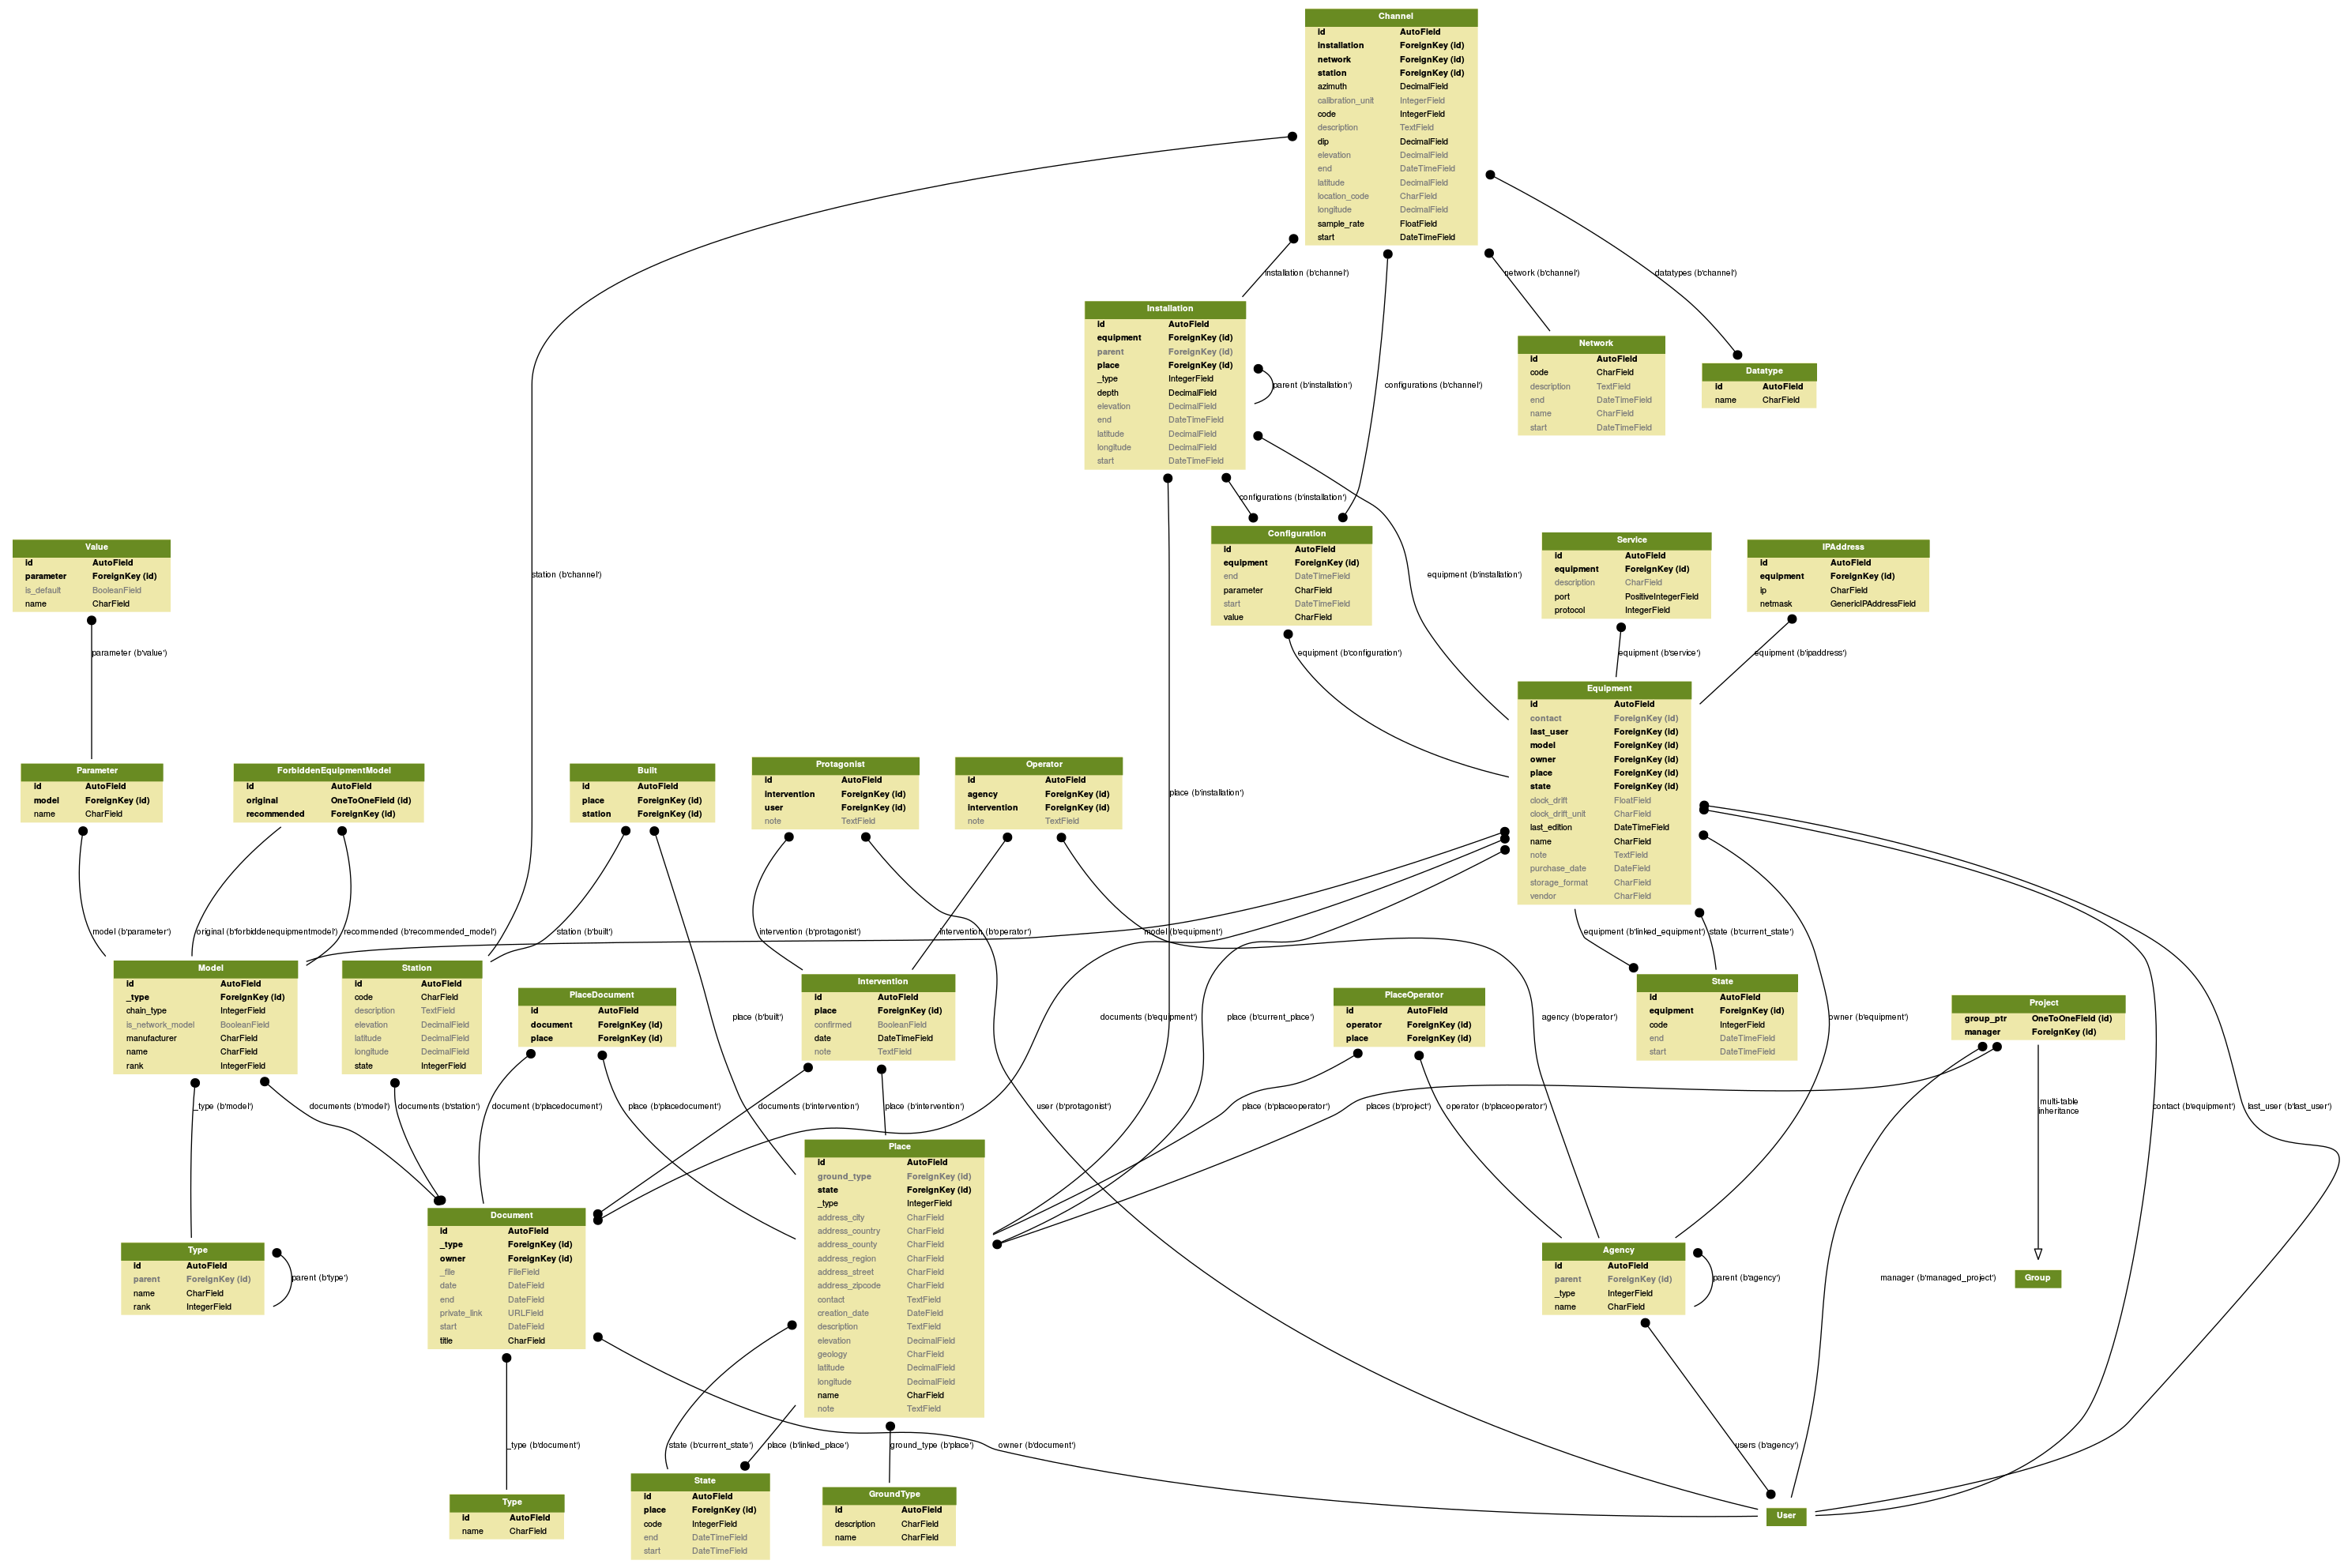 Channel
id AutoField
installation ForeignKey (id)
network ForeignKey (id)
station ForeignKey (id)
azimuth DecimalField
calibration_unit IntegerField
code IntegerField
description TextField
dip DecimalField
elevation DecimalField
end DateTimeField
latitude DecimalField
location_code CharField
longitude DecimalField
sample_rate FloatField
start DateTimeField
installation (b'channel')
network (b'channel')
datatypes (b'channel')
Installation
id AutoField
equipment ForeignKey (id)
parent ForeignKey (id)
place ForeignKey (id)
_type IntegerField
depth DecimalField
elevation DecimalField
end DateTimeField
latitude DecimalField
longitude DecimalField
start DateTimeField
parent (b'installation')
configurations (b'channel')
Network
id AutoField
code CharField
description TextField
end DateTimeField
name CharField
start DateTimeField
Datatype
id AutoField
name CharField
configurations (b'installation')
Value
id AutoField
parameter ForeignKey (id)
is_default BooleanField
name CharField
station (b'channel')
Configuration
id AutoField
equipment ForeignKey (id)
end DateTimeField
parameter CharField
start DateTimeField
value CharField
equipment (b'installation')
Service
id AutoField
equipment ForeignKey (id)
description CharField
port PositiveIntegerField
protocol IntegerField
IPAddress
id AutoField
equipment ForeignKey (id)
ip CharField
netmask GenericIPAddressField
parameter (b'value')
equipment (b'configuration')
equipment (b'service')
equipment (b'ipaddress')
Equipment
id AutoField
contact ForeignKey (id)
last_user ForeignKey (id)
model ForeignKey (id)
owner ForeignKey (id)
place ForeignKey (id)
state ForeignKey (id)
clock_drift FloatField
clock_drift_unit CharField
last_edition DateTimeField
name CharField
note TextField
purchase_date DateField
storage_format CharField
vendor CharField
Parameter
id AutoField
model ForeignKey (id)
name CharField
ForbiddenEquipmentModel
id AutoField
original OneToOneField (id)
recommended ForeignKey (id)
Built
id AutoField
place ForeignKey (id)
station ForeignKey (id)
Protagonist
id AutoField
intervention ForeignKey (id)
user ForeignKey (id)
note TextField
Operator
id AutoField
agency ForeignKey (id)
intervention ForeignKey (id)
note TextField
place (b'installation')
model (b'parameter')
original (b'forbiddenequipmentmodel')
recommended (b'recommended_model')
station (b'built')
intervention (b'protagonist')
intervention (b'operator')
model (b'equipment')
equipment (b'linked_equipment')
state (b'current_state')
Model
id AutoField
_type ForeignKey (id)
chain_type IntegerField
is_network_model BooleanField
manufacturer CharField
name CharField
rank IntegerField
Station
id AutoField
code CharField
description TextField
elevation DecimalField
latitude DecimalField
longitude DecimalField
state IntegerField
PlaceDocument
id AutoField
document ForeignKey (id)
place ForeignKey (id)
place (b'built')
Intervention
id AutoField
place ForeignKey (id)
confirmed BooleanField
date DateTimeField
note TextField
documents (b'equipment')
place (b'current_place')
PlaceOperator
id AutoField
operator ForeignKey (id)
place ForeignKey (id)
agency (b'operator')
State
id AutoField
equipment ForeignKey (id)
code IntegerField
end DateTimeField
start DateTimeField
owner (b'equipment')
Project
group_ptr OneToOneField (id)
manager ForeignKey (id)
_type (b'model')
documents (b'model')
documents (b'station')
document (b'placedocument')
place (b'placedocument')
documents (b'intervention')
place (b'intervention')
user (b'protagonist')
place (b'placeoperator')
places (b'project')
operator (b'placeoperator')
multi-table
inheritance
contact (b'equipment')
last_user (b'last_user')
Type
id AutoField
parent ForeignKey (id)
name CharField
rank IntegerField
parent (b'type')
Document
id AutoField
_type ForeignKey (id)
owner ForeignKey (id)
_file FileField
date DateField
end DateField
private_link URLField
start DateField
title CharField
Place
id AutoField
ground_type ForeignKey (id)
state ForeignKey (id)
_type IntegerField
address_city CharField
address_country CharField
address_county CharField
address_region CharField
address_street CharField
address_zipcode CharField
contact TextField
creation_date DateField
description TextField
elevation DecimalField
geology CharField
latitude DecimalField
longitude DecimalField
name CharField
note TextField
Agency
id AutoField
parent ForeignKey (id)
_type IntegerField
name CharField
parent (b'agency')
manager (b'managed_project')
Group
_type (b'document')
state (b'current_state')
place (b'linked_place')
ground_type (b'place')
owner (b'document')
users (b'agency')
Type
id AutoField
name CharField
State
id AutoField
place ForeignKey (id)
code IntegerField
end DateTimeField
start DateTimeField
GroundType
id AutoField
description CharField
name CharField
User